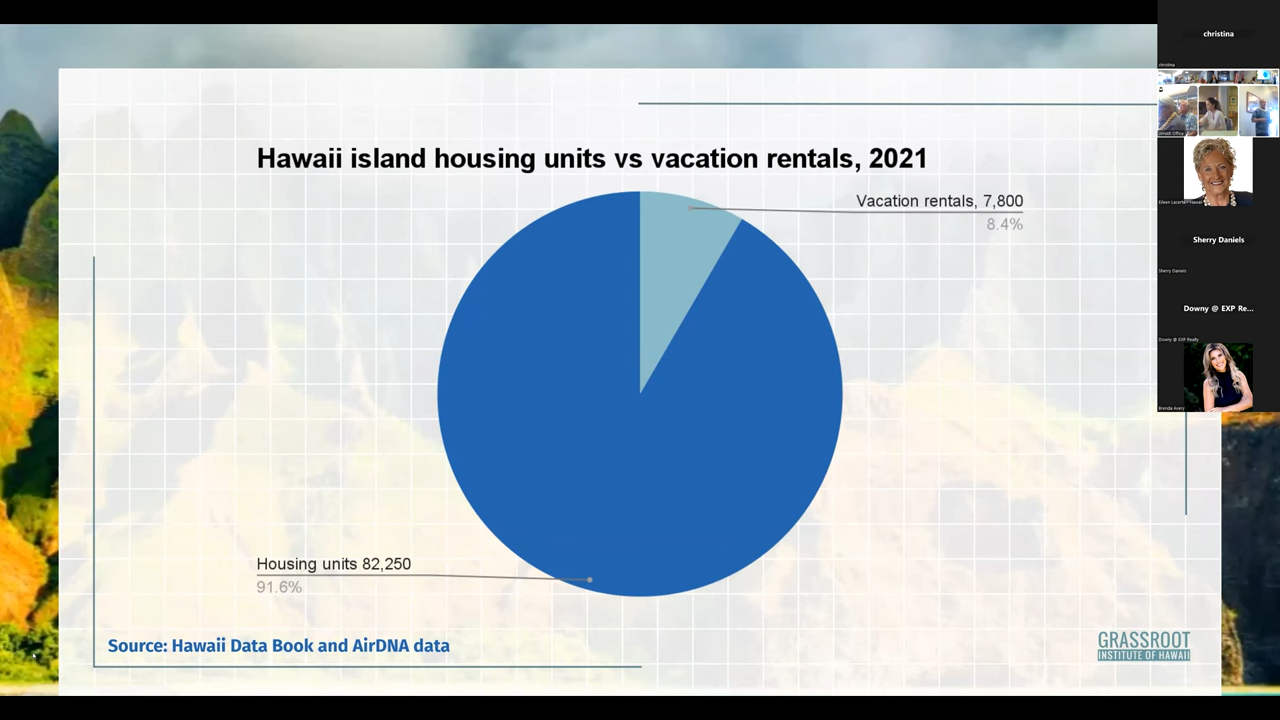 Hawaii island housing units vs vacation rentals, 2021
Vacation rentals, 7,800
8.4%
Housing units 82,250
91.6%
Source: Hawaii Data Book and AirDNA data
GRASSROOT
INSTITUTE OF HAWAII
christina
christina
Sherry Daniels
Sherry Daniels
Downy @ EXP Re...
Downy @ EXP Realty
Brenda Avery